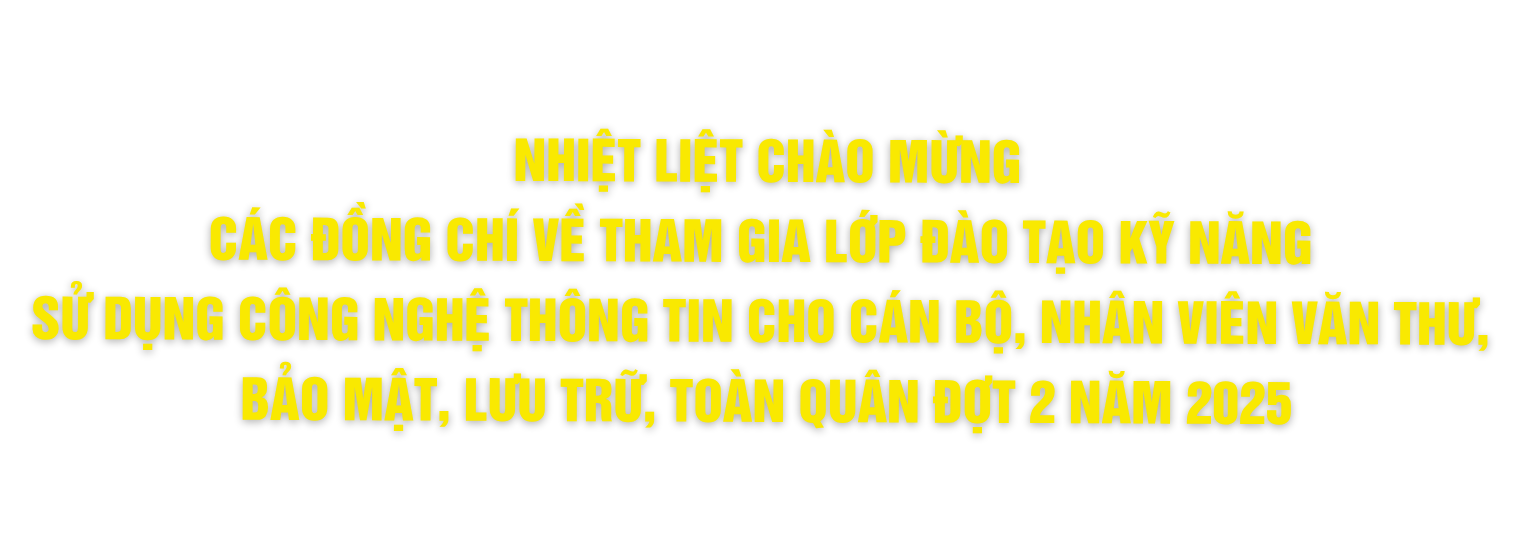 NHIỆT LIỆT CHÀO MỪNG
CÁC ĐỒNG CHÍ VỀ THAM GIA LỚP ĐÀO TẠO KỸ NĂNG
SỬ DỤNG CÔNG NGHỆ THÔNG TIN CHO CÁN BỘ, NHÂN VIÊN VĂN THƯ,
BẢO MẬT, LƯU TRỮ, TOÀN QUÂN ĐỢT 2 NĂM 2025